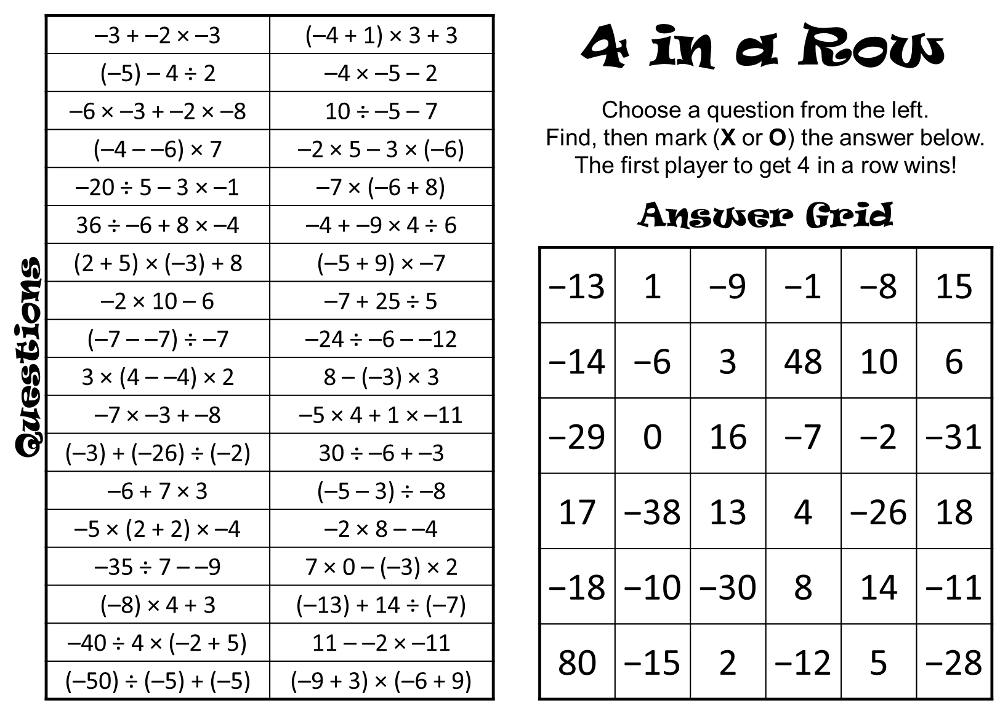 Questions
−3 + −2 × −3 (−4 + 1) × 3 + 3
(−5) − 4 ÷ 2 −4 × −5 − 2
−6 × −3 + −2 × −8 10 ÷ −5 − 7
(−4 − −6) × 7 −2 × 5 − 3 × (−6)
−20 ÷ 5 − 3 × −1 −7 × (−6 + 8)
36 ÷ −6 + 8 × −4 −4 + −9 × 4 ÷ 6
(2 + 5) × (−3) + 8 (−5 + 9) × −7
−2 × 10 − 6 −7 + 25 ÷ 5
(−7 − −7) ÷ −7 −24 ÷ −6 − −12
3 × (4 − −4) × 2 8 − (−3) × 3
−7 × −3 + −8 −5 × 4 + 1 × −11
(−3) + (−26) ÷ (−2) 30 ÷ −6 + −3
−6 + 7 × 3 (−5 − 3) ÷ −8
−5 × (2 + 2) × −4 −2 × 8 − −4
−35 ÷ 7 − −9 7 × 0 − (−3) × 2
(−8) × 4 + 3 (−13) + 14 ÷ (−7)
−40 ÷ 4 × (−2 + 5) 11 − −2 × −11
(−50) ÷ (−5) + (−5) (−9 + 3) × (−6 + 9)
4 in a Row
Choose a question from the left.
Find, then mark (X or O) the answer below.
The first player to get 4 in a row wins!
Answer Grid
−13 1 −9 −1 −8 15
−14 −6 3 48 10 6
−29 0 16 −7 −2 −31
17 −38 13 4 −26 18
−18 −10 −30 8 14 −11
80 −15 2 −12 5 −28